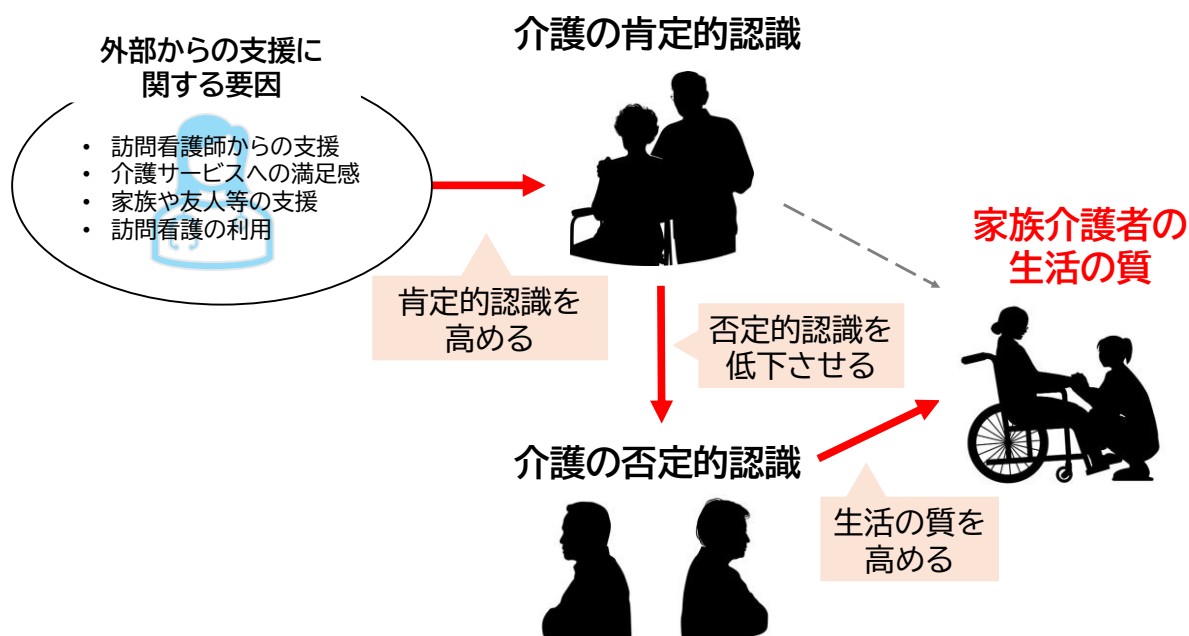 外部からの支援に
関する要因
• 訪問看護師からの支援
• 介護サービスへの満足感
• 家族や友人等の支援
• 訪問看護の利用
介護の肯定的認識
肯定的認識を
高める
否定的認識を
低下させる
家族介護者の
生活の質
介護の否定的認識
生活の質を
高める